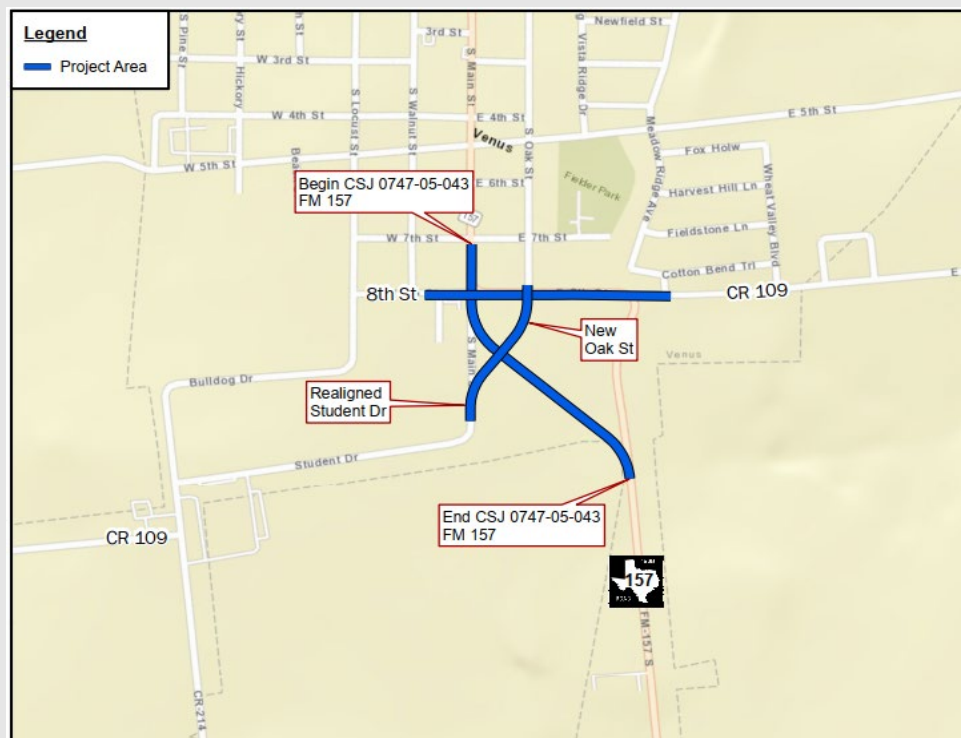 Legend
Project Area
Newfield St
3rd St
S Pine St
Hickory
W 3rd St
S Main St
Vista Ridge Dr
S Locust St
S Walnut St
W 4th St
E 4th St
S Oak St
E 5th St
Venus
Meadow Ridge Ave
W 5th St
Fox Holw
Wheat Valley Blvd
Begin CSJ 0747-05-043
FM 157
E 6th St
Fielder Park
Harvest Hill Ln
157
W 7th St
E 7th St
Fieldstone Ln
Cotton Bend Trl
8th St
CR 109
E
New
Oak St
Venus
Bulldog Dr
Realigned
Student Dr
S Main
Student Dr
End CSJ 0747-05-043
FM 157
CR 109
157
FM-157 S
CR-214